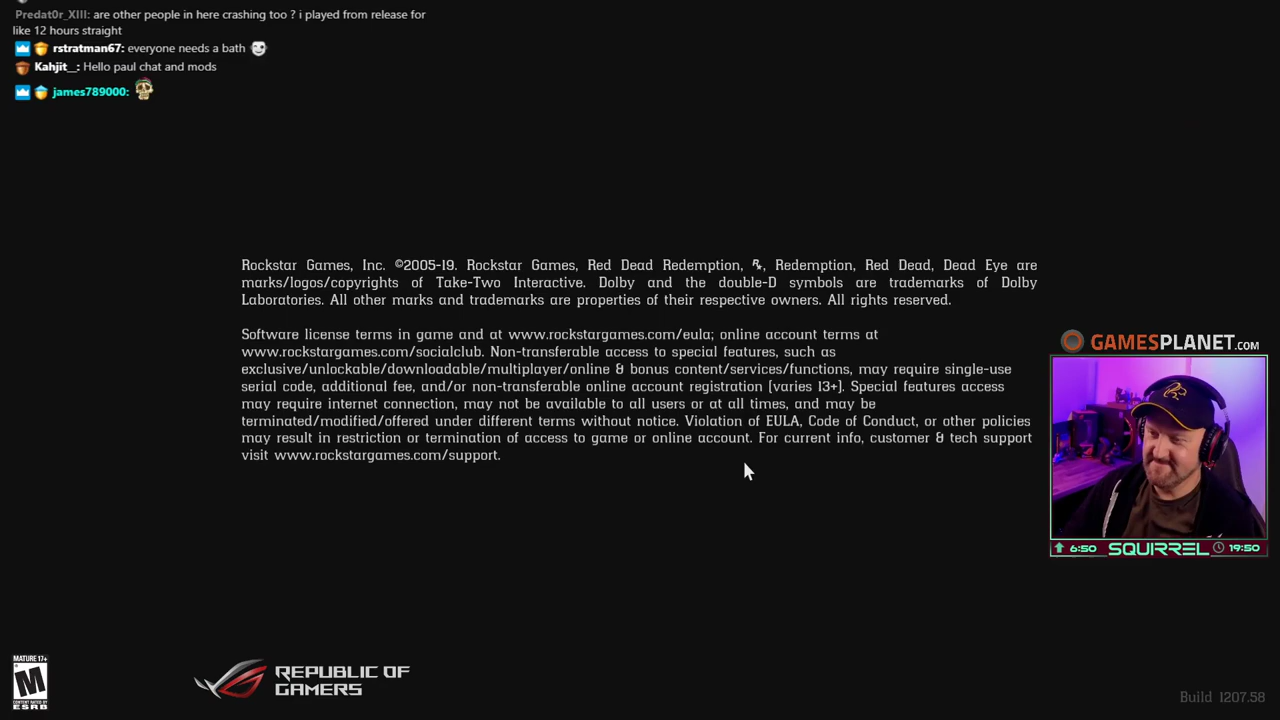 Predat0r_XIII: are other people in here crashing too ? i played from release for
like 12 hours straight
rstratman67: everyone needs a bath
Kahjit__: Hello paul chat and mods
james789000:
Rockstar Games, Inc. ©2005-19. Rockstar Games, Red Dead Redemption, R*, Redemption, Red Dead, Dead Eye are
marks/logos/copyrights of Take-Two Interactive. Dolby and the double-D symbols are trademarks of Dolby
Laboratories. All other marks and trademarks are properties of their respective owners. All rights reserved.
Software license terms in game and at www.rockstargames.com/eula; online account terms at
www.rockstargames.com/socialclub. Non-transferable access to special features, such as
exclusive/unlockable/downloadable/multiplayer/online & bonus content/services/functions, may require single-use
serial code, additional fee, and/or non-transferable online account registration (varies 13+). Special features access
may require internet connection, may not be available to all users or at all times, and may be
terminated/modified/offered under different terms without notice. Violation of EULA, Code of Conduct, or other policies
may result in restriction or termination of access to game or online account. For current info, customer & tech support
visit www.rockstargames.com/support.
GAMESPLANET.COM
6:50 SQUIRREL 19:50
MATURE 17+
M
CONTENT RATED BY
ESRB
REPUBLIC OF
GAMERS
Build 1207.58